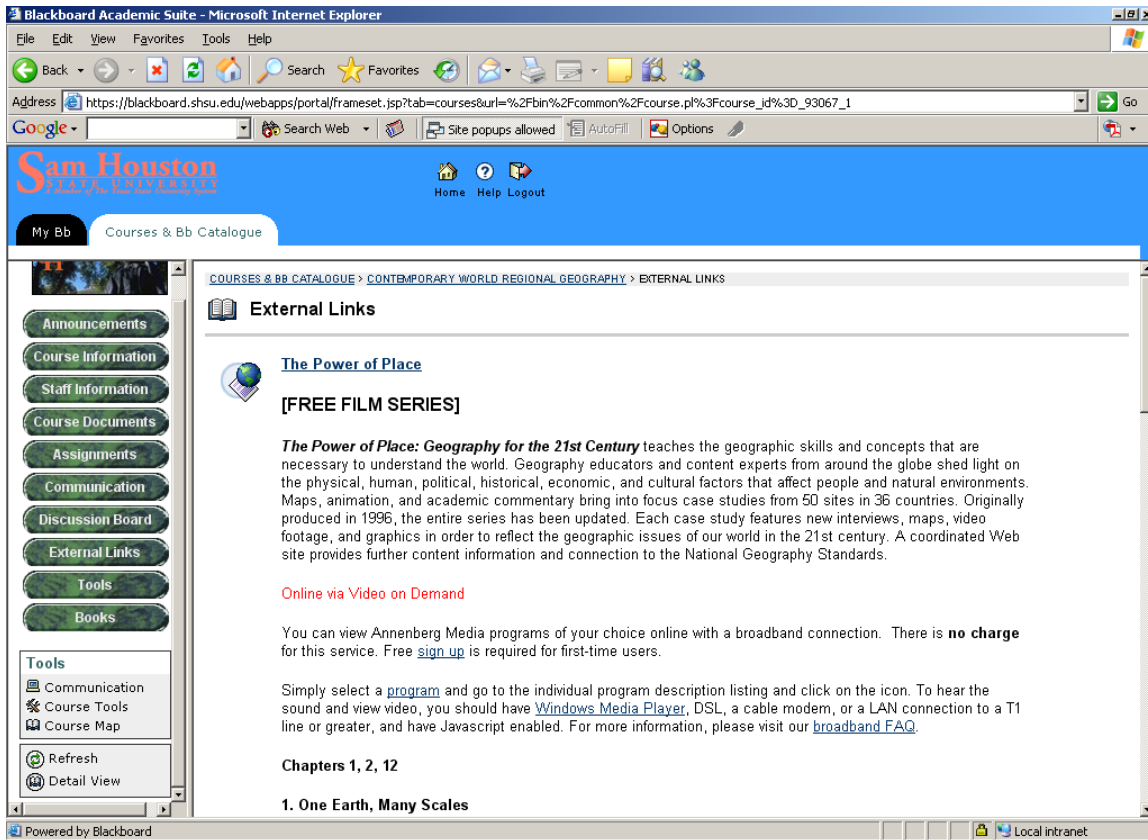 Blackboard Academic Suite - Microsoft Internet Explorer
File Edit View Favorites Tools Help
Back Search Favorites
Address https://blackboard.shsu.edu/webapps/portal/frameset.jsp?tab=courses&url=%2Fbin%2Fcommon%2Fcourse.pl%3Fcourse_id%3D_93067_1 Go
Google Search Web Site popups allowed AutoFill Options
Sam Houston
STATE UNIVERSITY
A Member of The Texas State University System
Home Help Logout
My Bb Courses & Bb Catalogue
Announcements
Course Information
Staff Information
Course Documents
Assignments
Communication
Discussion Board
External Links
Tools
Books
Tools
Communication
Course Tools
Course Map
Refresh
Detail View
COURSES & BB CATALOGUE > CONTEMPORARY WORLD REGIONAL GEOGRAPHY > EXTERNAL LINKS
External Links
The Power of Place
[FREE FILM SERIES]
The Power of Place: Geography for the 21st Century teaches the geographic skills and concepts that are
necessary to understand the world. Geography educators and content experts from around the globe shed light on
the physical, human, political, historical, economic, and cultural factors that affect people and natural environments.
Maps, animation, and academic commentary bring into focus case studies from 50 sites in 36 countries. Originally
produced in 1996, the entire series has been updated. Each case study features new interviews, maps, video
footage, and graphics in order to reflect the geographic issues of our world in the 21st century. A coordinated Web
site provides further content information and connection to the National Geography Standards.
Online via Video on Demand
You can view Annenberg Media programs of your choice online with a broadband connection. There is no charge
for this service. Free sign up is required for first-time users.
Simply select a program and go to the individual program description listing and click on the icon. To hear the
sound and view video, you should have Windows Media Player, DSL, a cable modem, or a LAN connection to a T1
line or greater, and have Javascript enabled. For more information, please visit our broadband FAQ.
Chapters 1, 2, 12
1. One Earth, Many Scales
Powered by Blackboard Local intranet